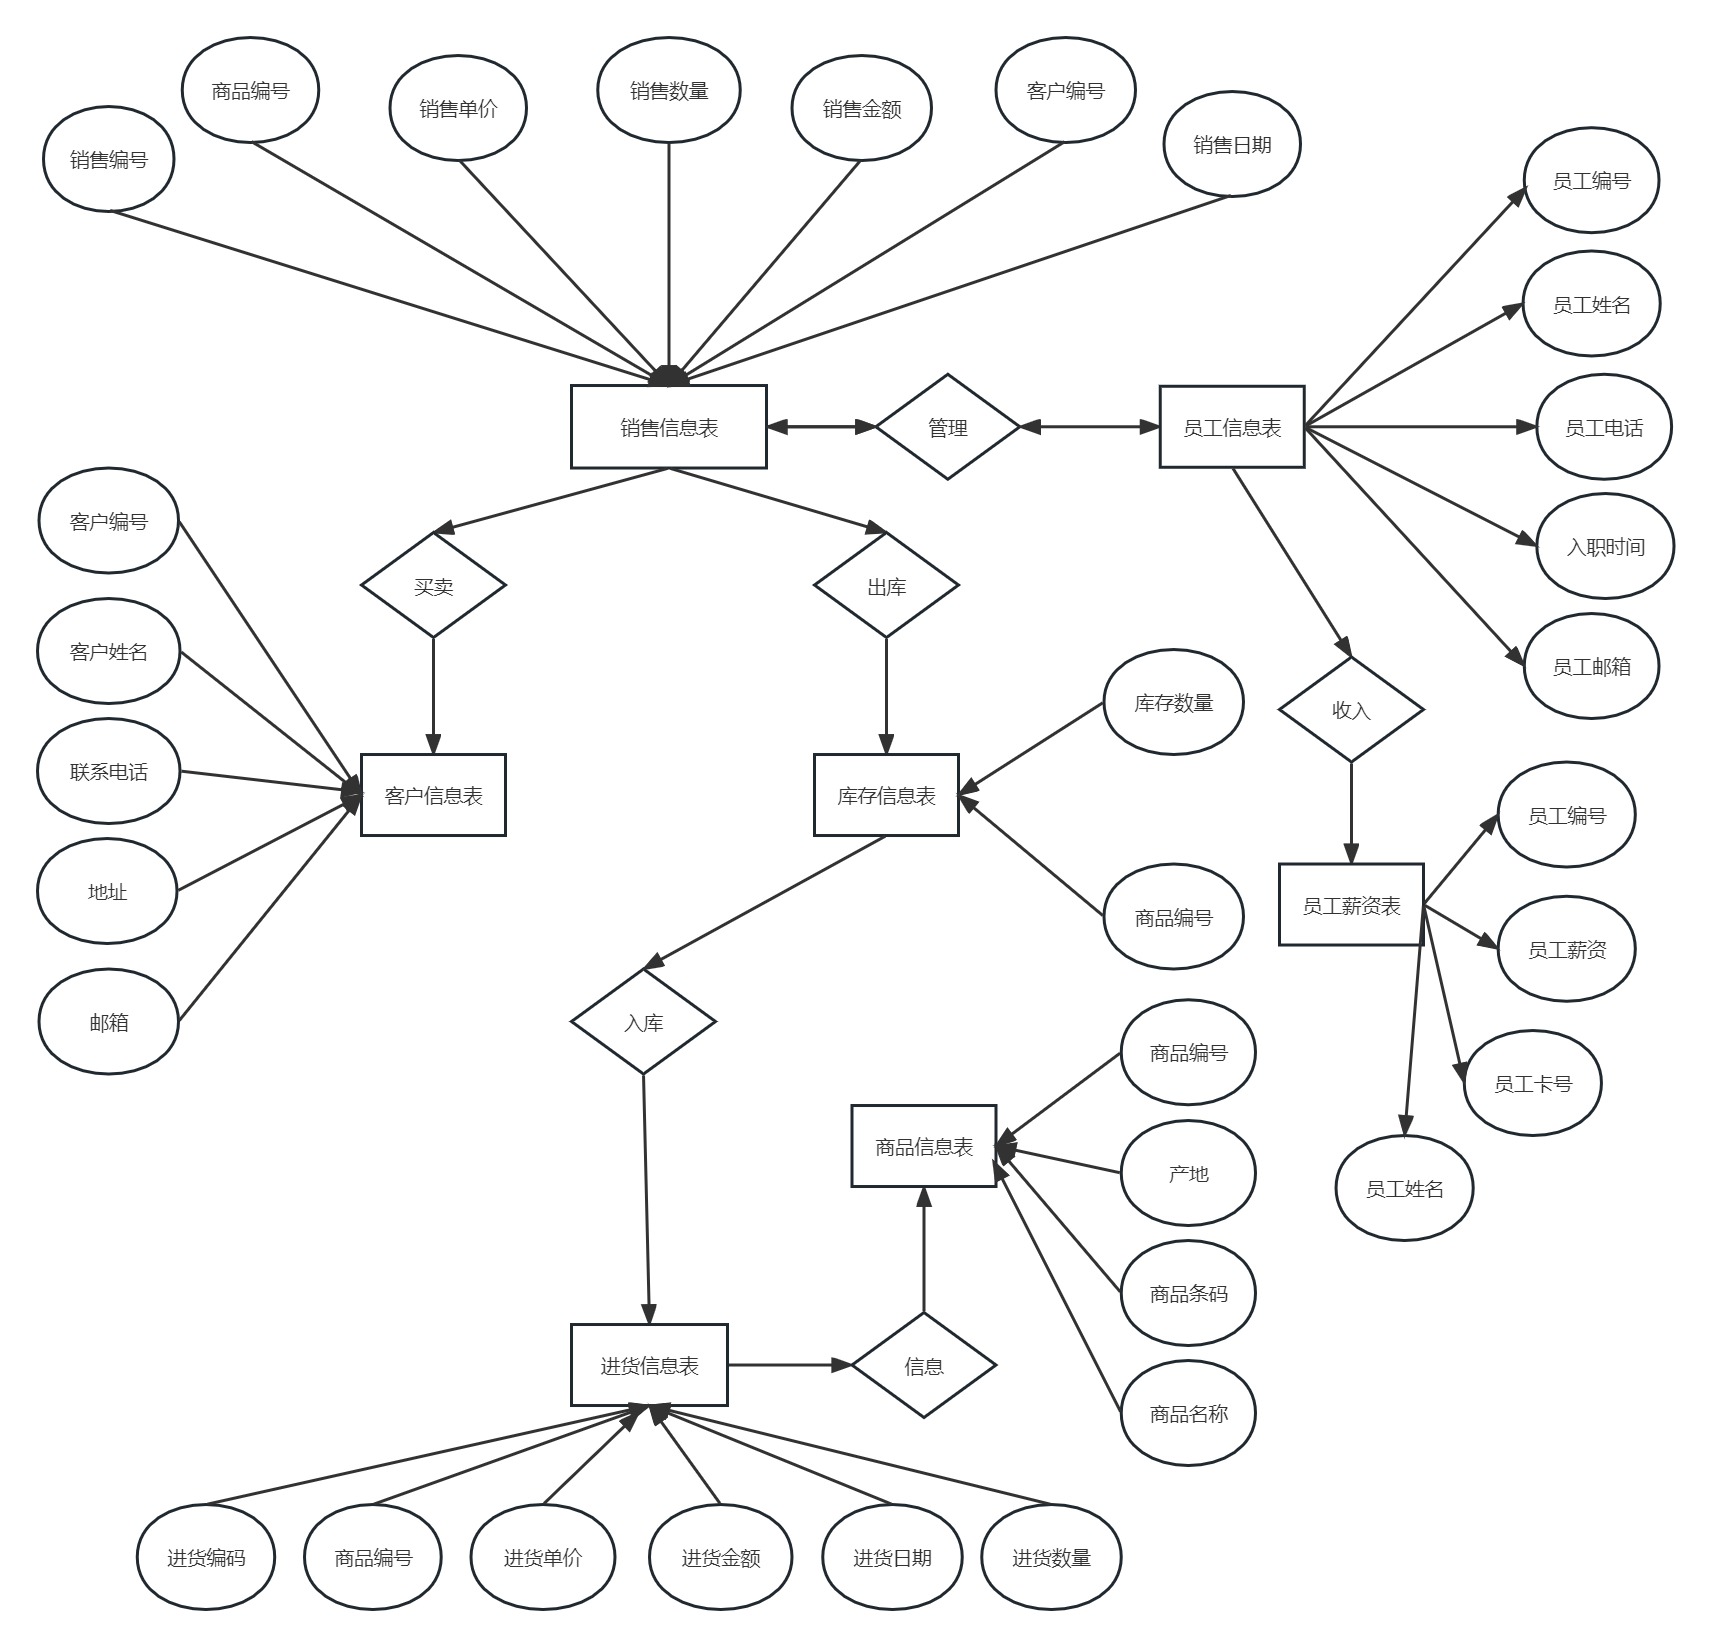 商品编号
销售单价
销售数量
销售金额
客户编号
销售编号
销售日期
员工编号
员工姓名
销售信息表
管理
员工信息表
员工电话
客户编号
买卖
出库
入职时间
客户姓名
员工邮箱
库存数量
收入
联系电话
客户信息表
库存信息表
员工编号
地址
商品编号
员工薪资表
员工薪资
邮箱
入库
商品编号
员工卡号
商品信息表
产地
员工姓名
商品条码
进货信息表
信息
商品名称
进货编码
商品编号
进货单价
进货金额
进货日期
进货数量